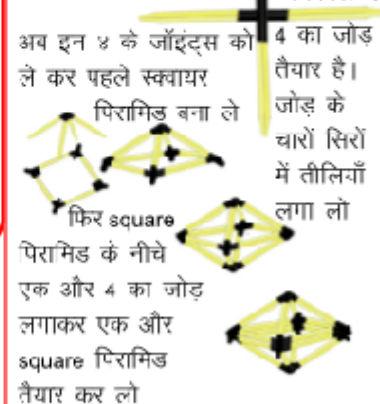 अब इन ४ के जॉइंट्स को
ले कर पहले स्क्वायर
पिरामिड बना ले
4 का जोड़
तैयार है।
जोड़ के
चारों सिरों
में तीलियाँ
लगा लो
फिर square
पिरामिड के नीचे
एक और 4 का जोड़
लगाकर एक और
square पिरामिड
तैयार कर लो